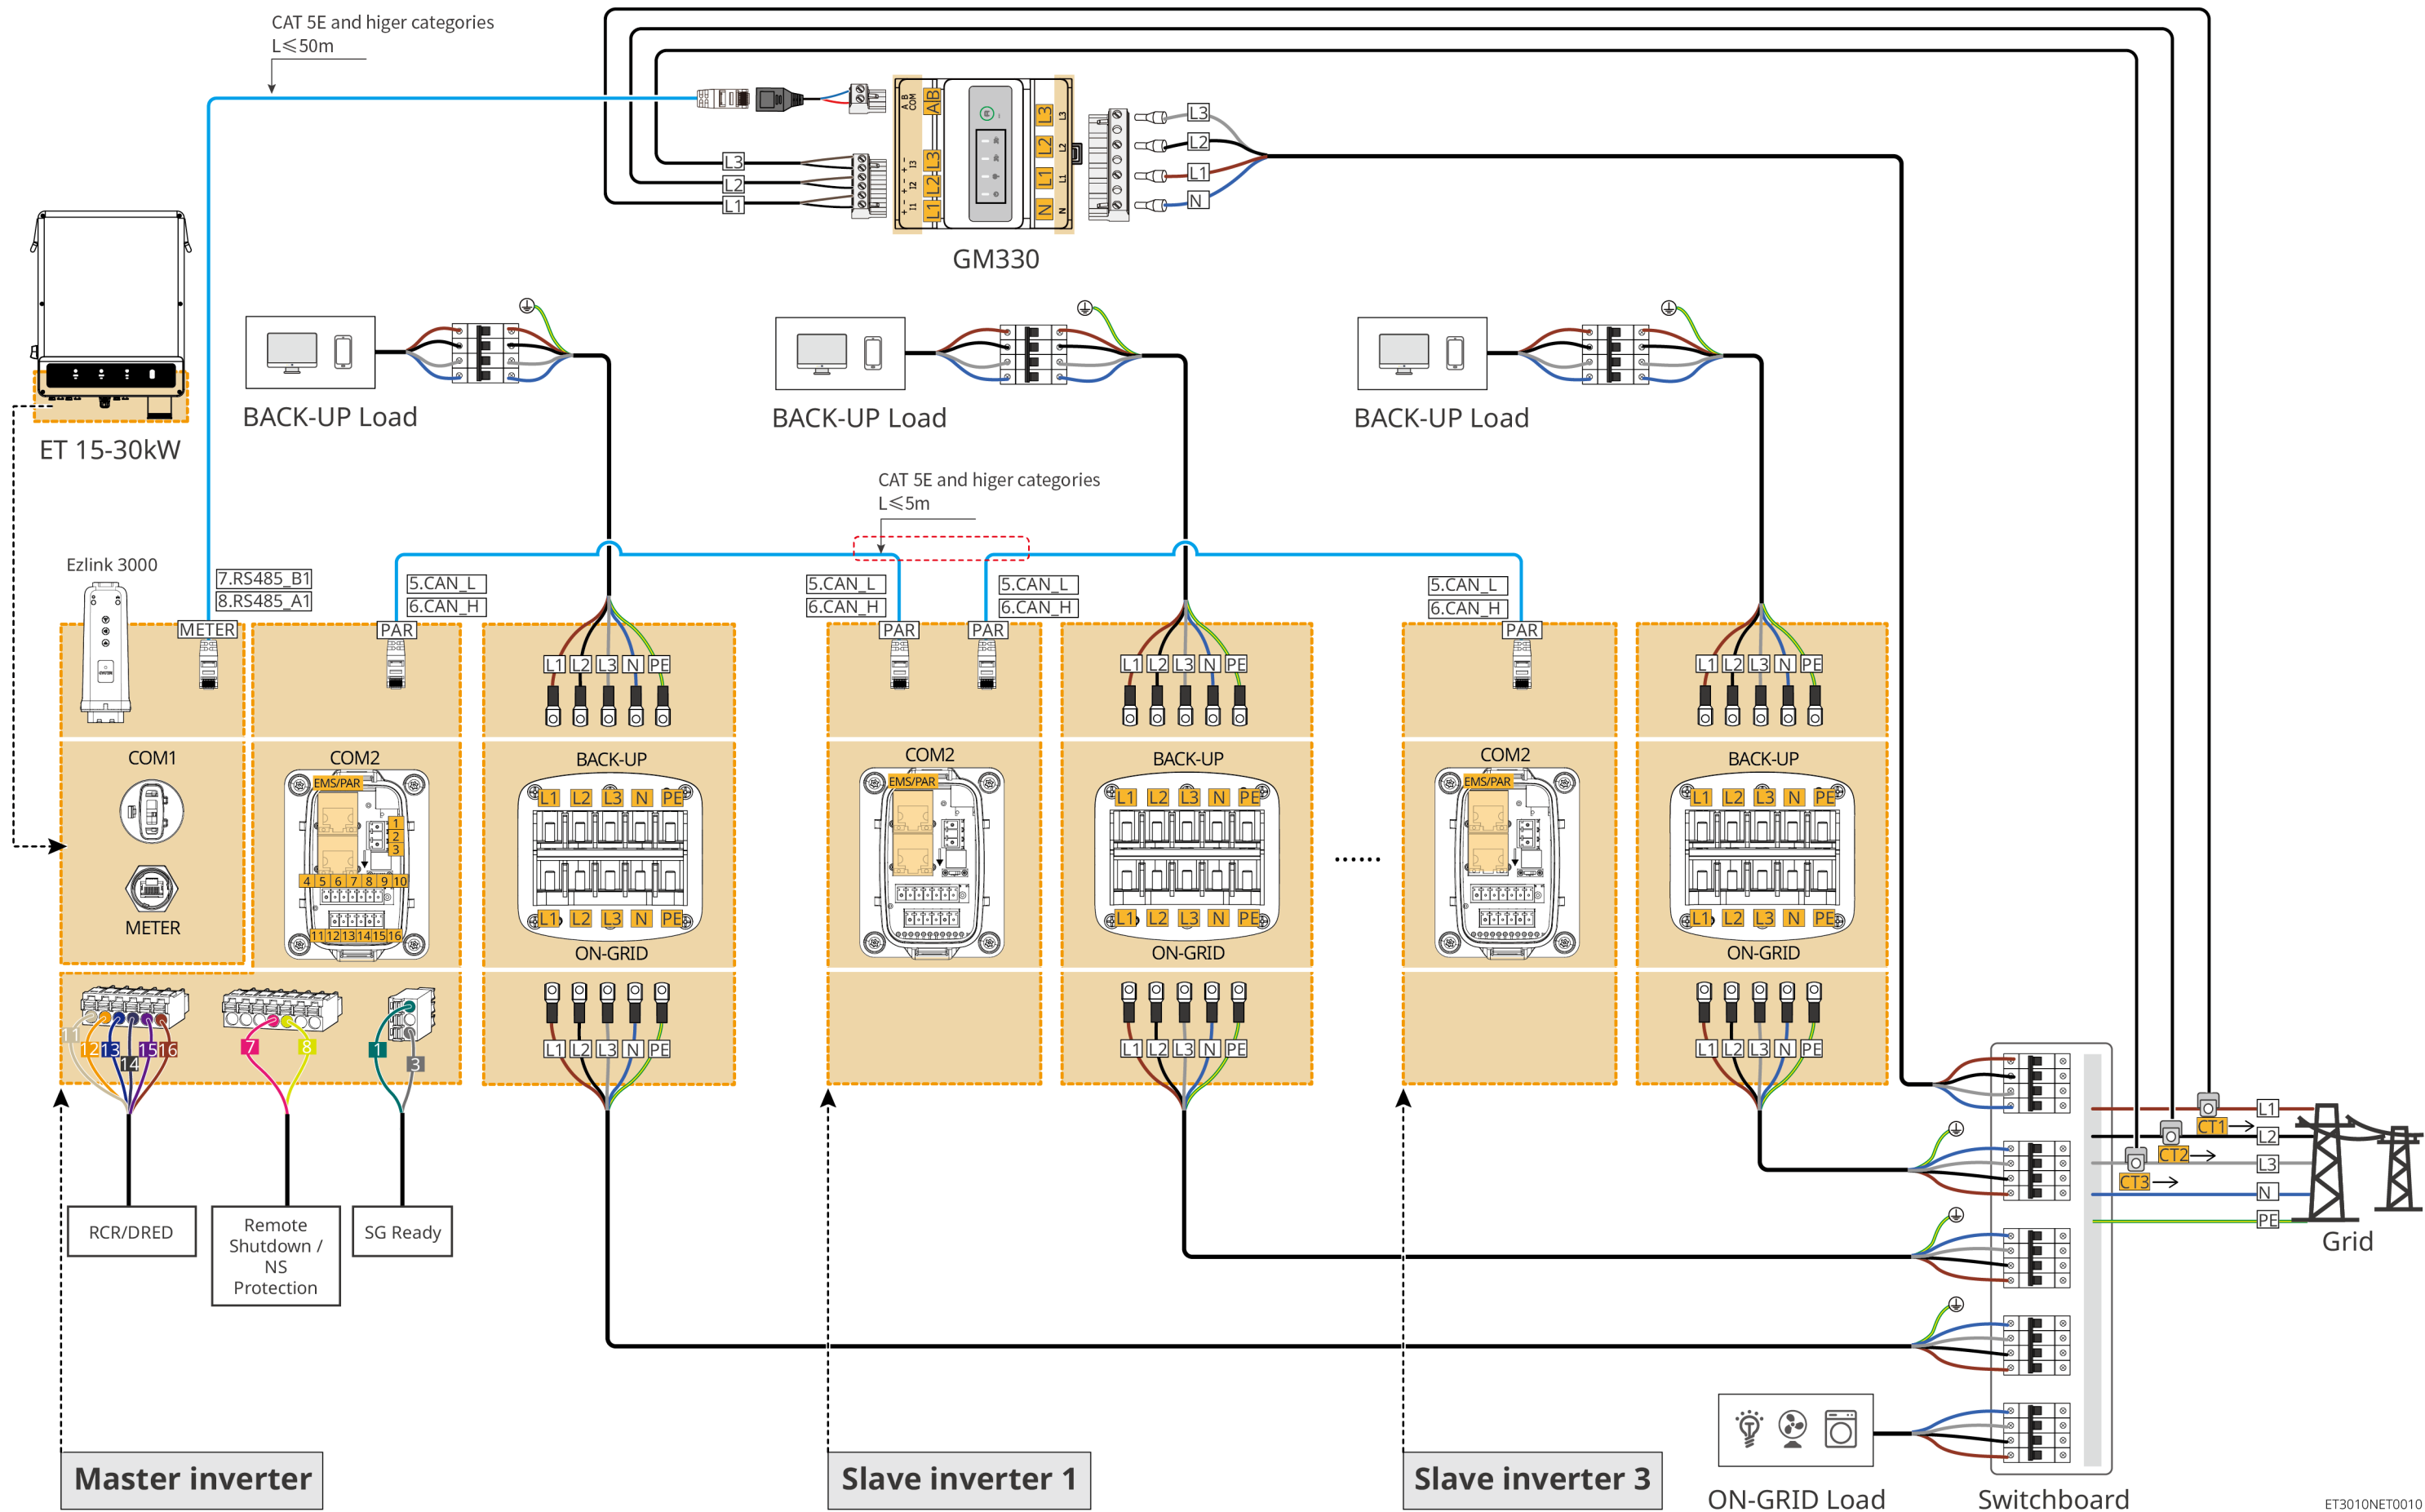 CAT 5E and higer categories
L≤50m
A B
COM
A|B
L3
L2
L1
L3
L2
L1
+ - + - + -
I1 I2 I3
L3
L2
L1
N
L3
L2
L1
N
L3
L2
L1
N
GM330
ET 15-30kW
BACK-UP Load
BACK-UP Load
BACK-UP Load
CAT 5E and higer categories
L≤5m
Ezlink 3000
7.RS485_B1
8.RS485_A1
5.CAN_L
6.CAN_H
5.CAN_L
6.CAN_H
5.CAN_L
6.CAN_H
5.CAN_L
6.CAN_H
METER
PAR
PAR
PAR
PAR
L1 L2 L3 N PE
L1 L2 L3 N PE
L1 L2 L3 N PE
COM1
METER
COM2
EMS/PAR
1
2
3
4 5 6 7 8 9 10
11 12 13 14 15 16
BACK-UP
L1 L2 L3 N PE
L1 L2 L3 N PE
ON-GRID
COM2
EMS/PAR
BACK-UP
L1 L2 L3 N PE
L1 L2 L3 N PE
ON-GRID
......
COM2
EMS/PAR
BACK-UP
L1 L2 L3 N PE
L1 L2 L3 N PE
ON-GRID
11 12 13 14 15 16
7 8
1 3
L1 L2 L3 N PE
L1 L2 L3 N PE
L1 L2 L3 N PE
RCR/DRED
Remote
Shutdown /
NS
Protection
SG Ready
CT1
CT2
CT3
L1
L2
L3
N
PE
Grid
Master inverter
Slave inverter 1
Slave inverter 3
ON-GRID Load
Switchboard
ET3010NET0010